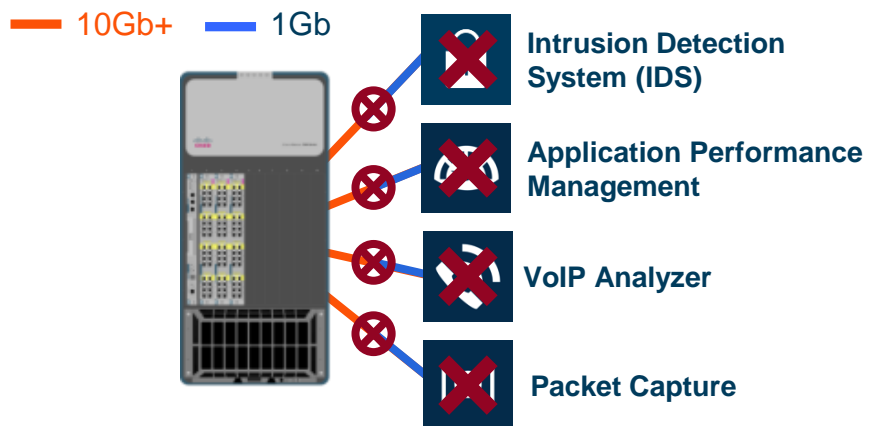 10Gb+
1Gb
Intrusion Detection
System (IDS)
Application Performance
Management
VoIP Analyzer
Packet Capture